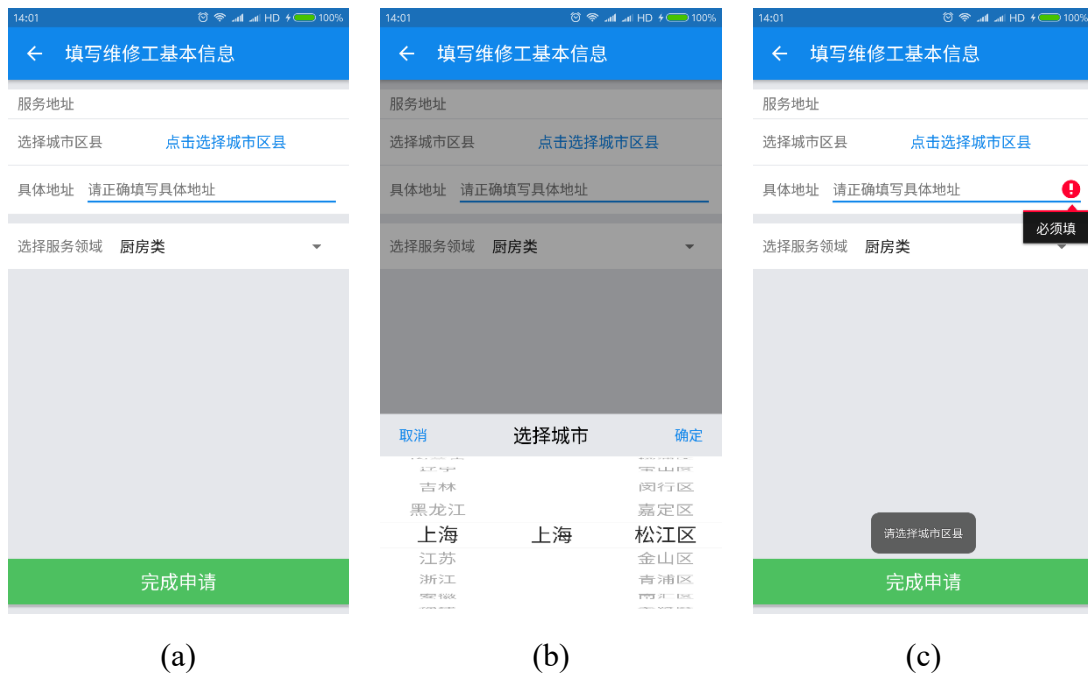 14:01 HD 100%
填写维修工基本信息
服务地址
选择城市区县 点击选择城市区县
具体地址 请正确填写具体地址
选择服务领域 厨房类
完成申请
(a)
14:01 HD 100%
填写维修工基本信息
服务地址
选择城市区县 点击选择城市区县
具体地址 请正确填写具体地址
选择服务领域 厨房类
取消 选择城市 确定
辽宁 宝山区
吉林 闵行区
黑龙江 嘉定区
上海 上海 松江区
江苏 金山区
浙江 青浦区
安徽 南汇区
(b)
14:01 HD 100%
填写维修工基本信息
服务地址
选择城市区县 点击选择城市区县
具体地址 请正确填写具体地址
必须填
选择服务领域 厨房类
请选择城市区县
完成申请
(c)